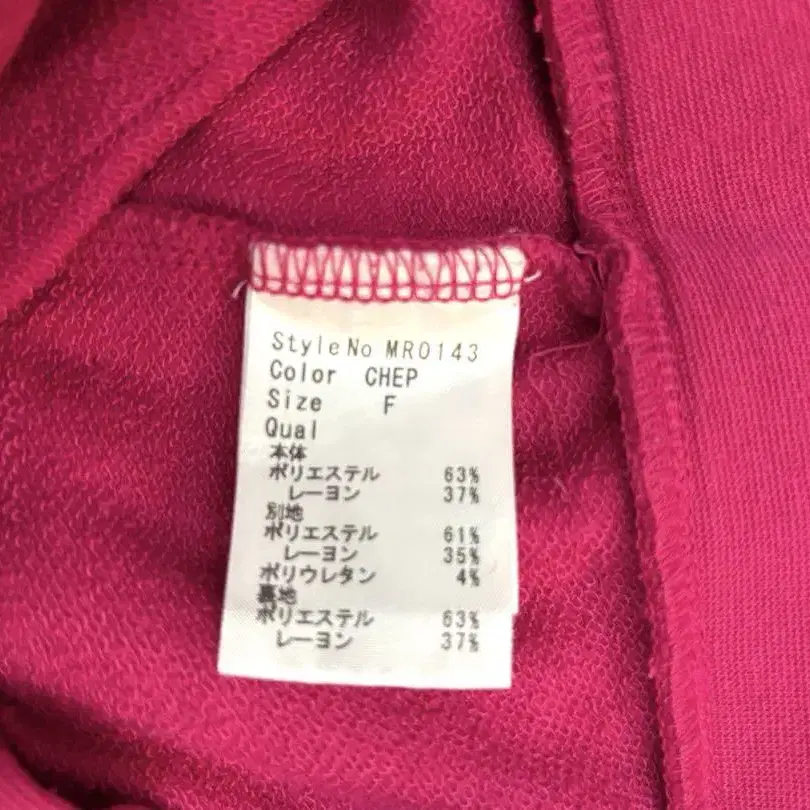 StyleNo MR0143
Color CHEP
Size F
Qual
本体
ポリエステル 63%
レーヨン 37%
別地
ポリエステル 61%
レーヨン 35%
ポリウレタン 4%
裏地
ポリエステル 63%
レーヨン 37%